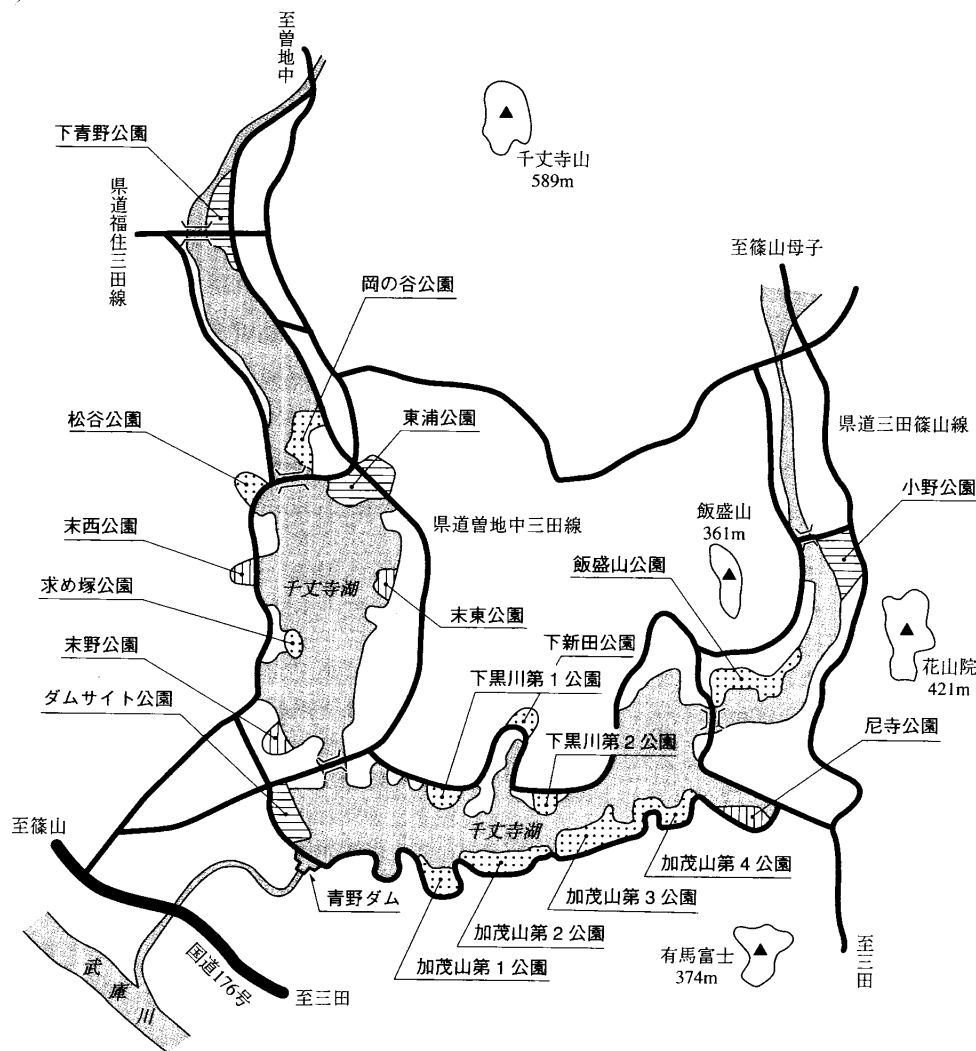 至曽地中
千丈寺山
589m
下青野公園
県道福住三田線
至篠山母子
岡の谷公園
松谷公園
東浦公園
県道三田篠山線
小野公園
末西公園
県道曽地中三田線
飯盛山
361m
飯盛山公園
千丈寺湖
求め塚公園
末東公園
末野公園
下新田公園
花山院
421m
ダムサイト公園
下黒川第1公園
下黒川第2公園
尼寺公園
至篠山
千丈寺湖
加茂山第4公園
青野ダム
加茂山第3公園
加茂山第2公園
加茂山第1公園
有馬富士
374m
至三田
武庫川
国道176号
至三田